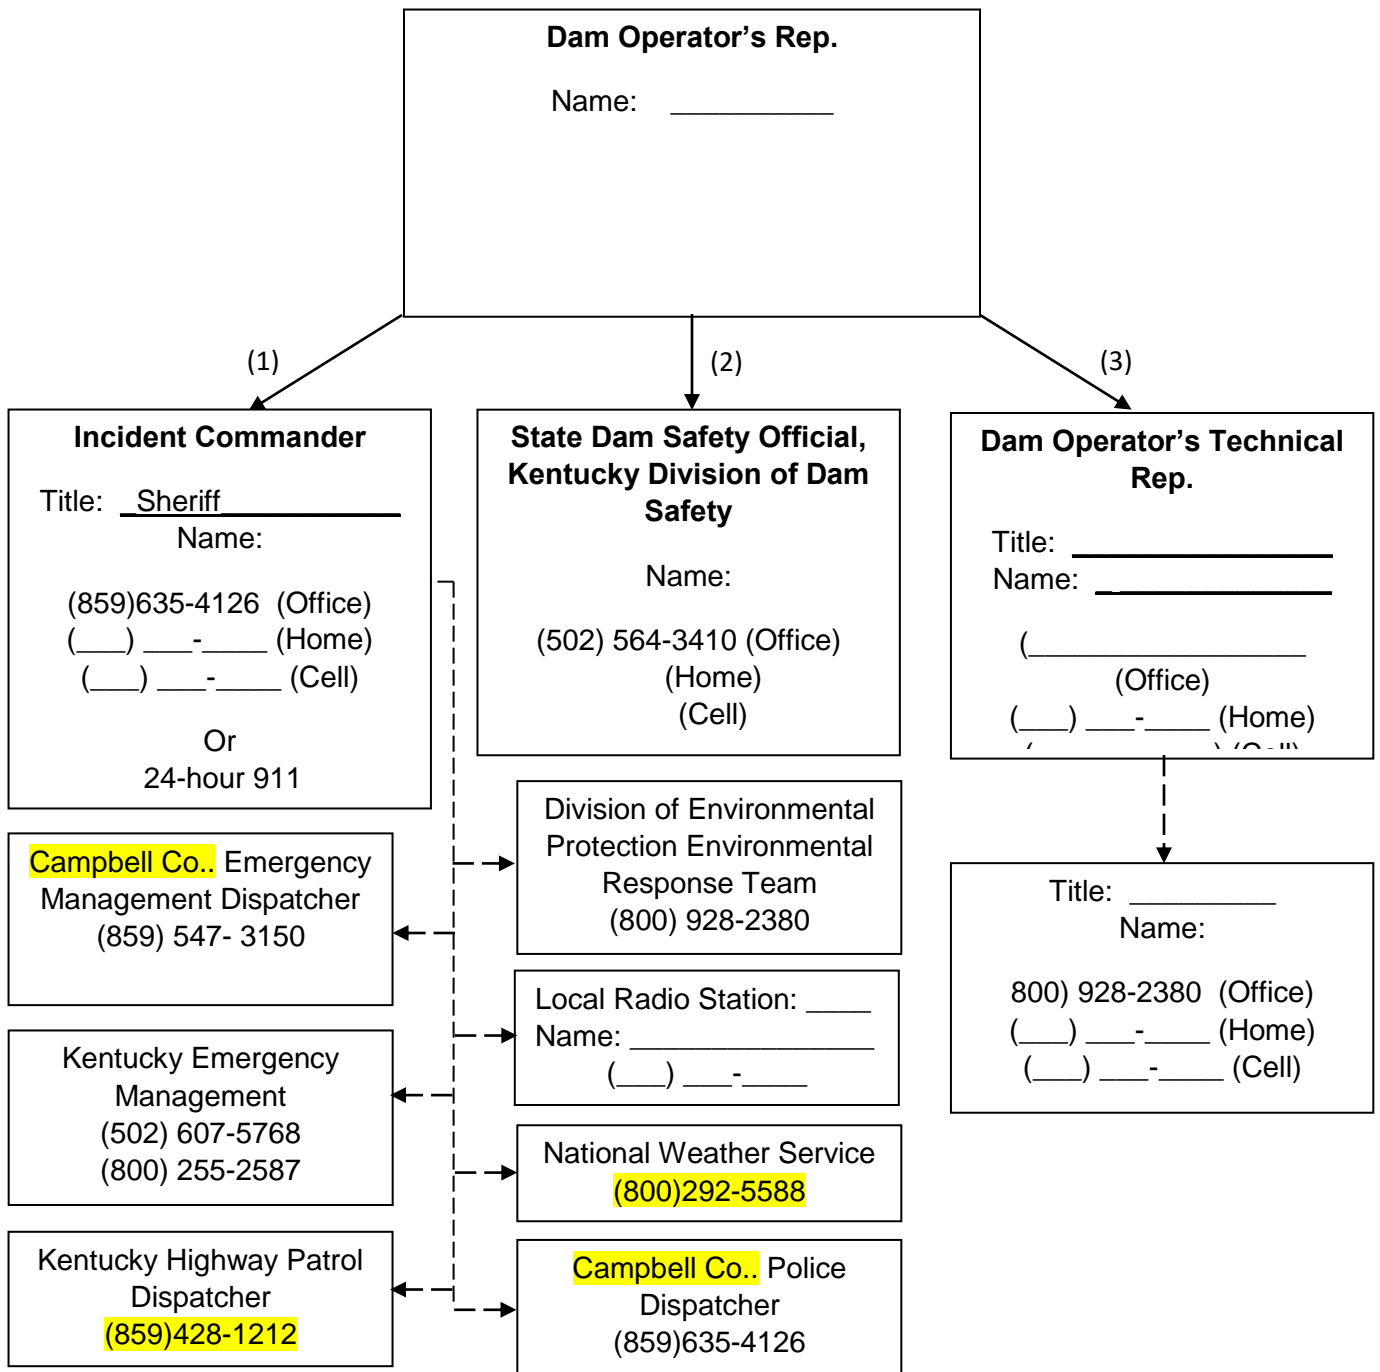 Dam Operator’s Rep.
Name: __________
(1)
(2)
(3)
Incident Commander
Title: _Sheriff___________
Name:
(859)635-4126 (Office)
(___) ___-____ (Home)
(___) ___-____ (Cell)
Or
24-hour 911
State Dam Safety Official,
Kentucky Division of Dam
Safety
Name:
(502) 564-3410 (Office)
(Home)
(Cell)
Dam Operator’s Technical
Rep.
Title: ________________
Name: _ _____________
(_________________
(Office)
(___) ___-____ (Home)
(___________) (Cell)
Campbell Co.. Emergency
Management Dispatcher
(859) 547- 3150
Kentucky Emergency
Management
(502) 607-5768
(800) 255-2587
Kentucky Highway Patrol
Dispatcher
(859)428-1212
Division of Environmental
Protection Environmental
Response Team
(800) 928-2380
Local Radio Station: ____
Name: _______________
(___) ___-____
National Weather Service
(800)292-5588
Campbell Co.. Police
Dispatcher
(859)635-4126
Title: _________
Name:
800) 928-2380 (Office)
(___) ___-____ (Home)
(___) ___-____ (Cell)